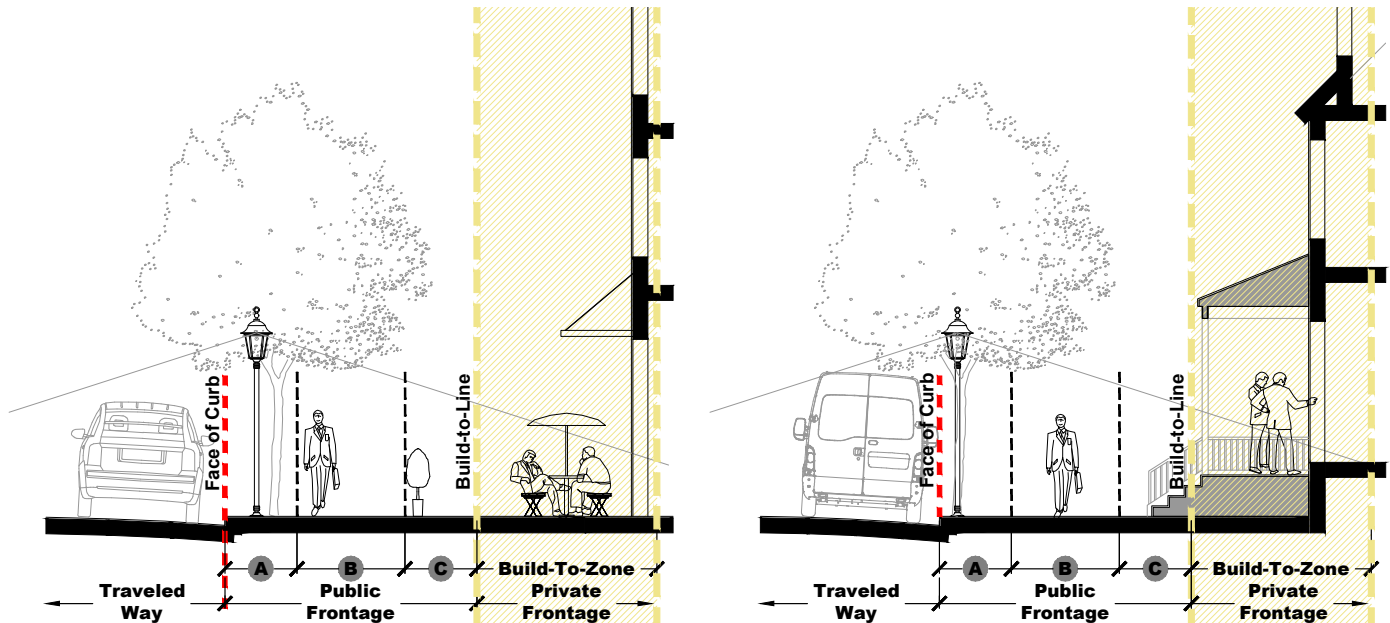 Face of Curb
Build-to-Line
A
B
C
Build-To-Zone
Traveled
Way
Public
Frontage
Private
Frontage
Face of Curb
Build-to-Line
A
B
C
Build-To-Zone
Traveled
Way
Public
Frontage
Private
Frontage